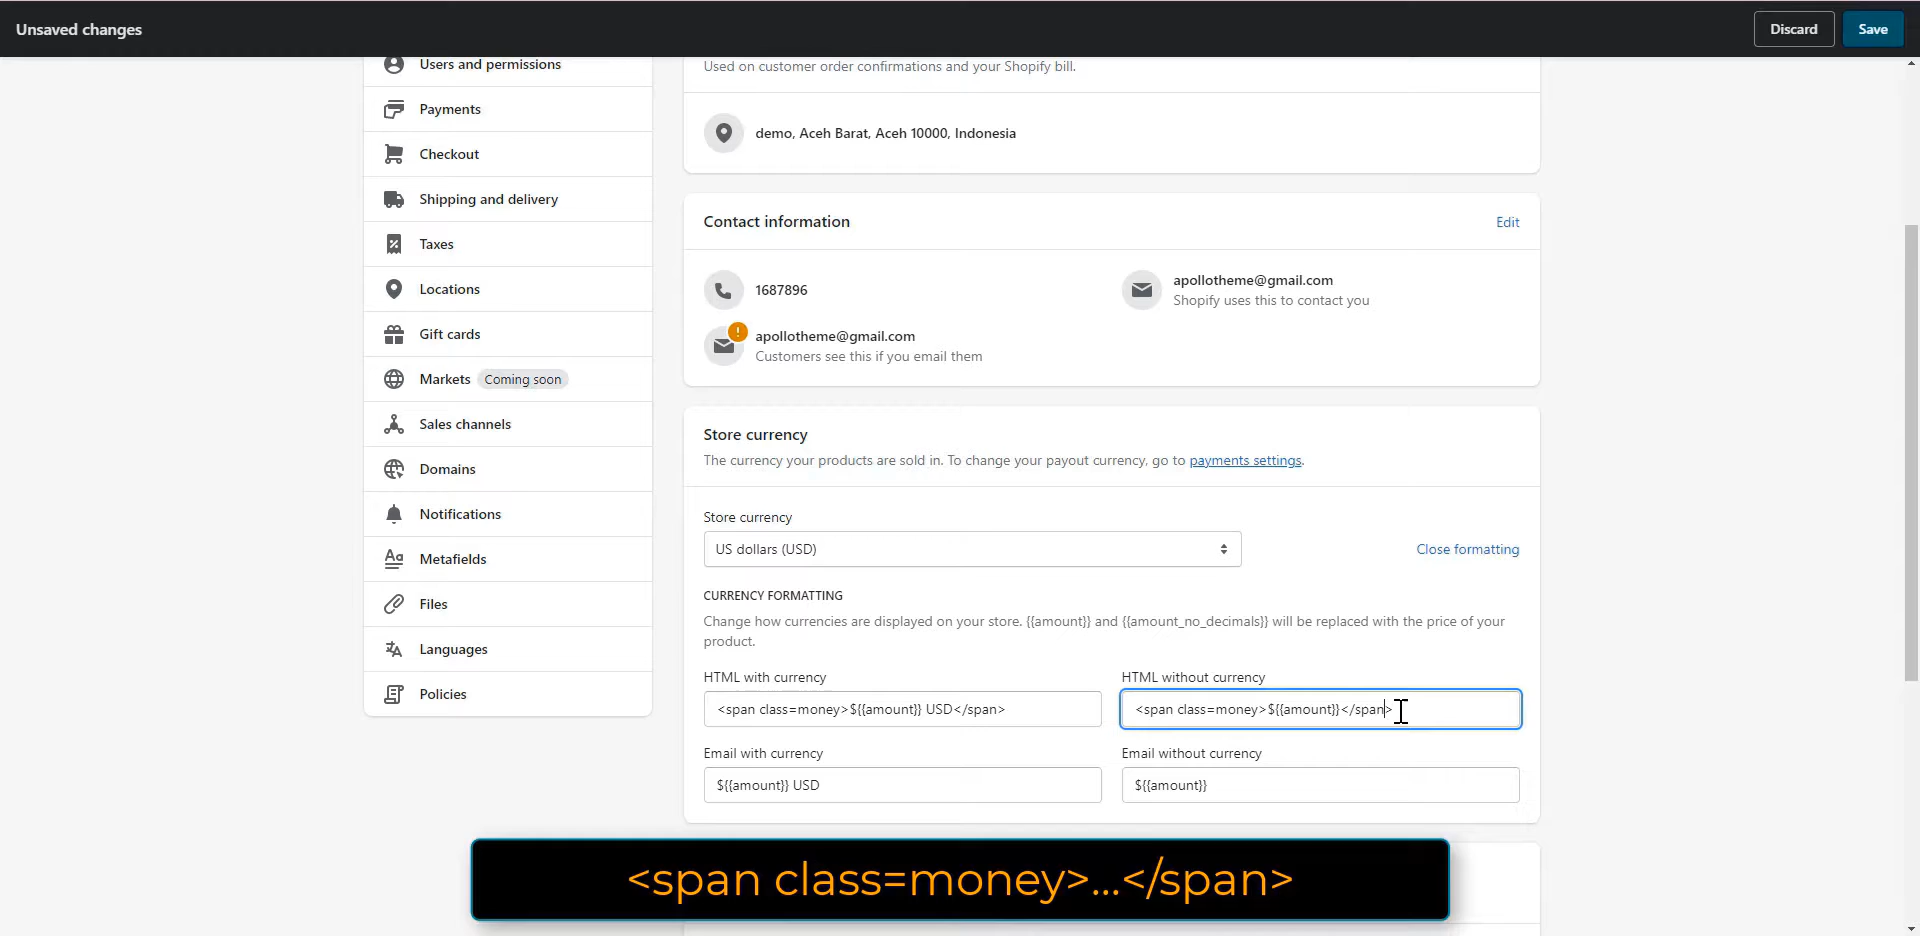 Unsaved changes
Discard
Save
Users and permissions
Payments
Checkout
Shipping and delivery
Taxes
Locations
Gift cards
Markets Coming soon
Sales channels
Domains
Notifications
Metafields
Files
Languages
Policies
Used on customer order confirmations and your Shopify bill.
demo, Aceh Barat, Aceh 10000, Indonesia
Contact information
Edit
1687896
apollotheme@gmail.com
Shopify uses this to contact you
apollotheme@gmail.com
Customers see this if you email them
Store currency
The currency your products are sold in. To change your payout currency, go to payments settings.
Store currency
US dollars (USD)
Close formatting
CURRENCY FORMATTING
Change how currencies are displayed on your store. {{amount}} and {{amount_no_decimals}} will be replaced with the price of your
product.
HTML with currency
<span class=money>${{amount}} USD</span>
HTML without currency
<span class=money>${{amount}}</span>
Email with currency
${{amount}} USD
Email without currency
${{amount}}
<span class=money>...</span>